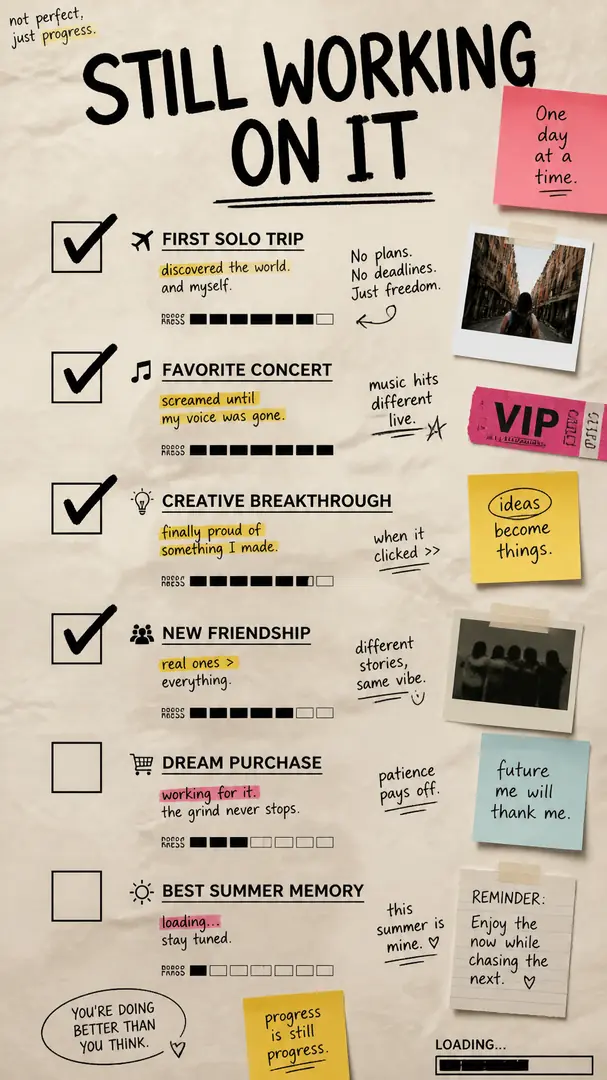 not perfect,
just progress.
STILL WORKING
ON IT
One
day
at a
time.
FIRST SOLO TRIP
discovered the world.
and myself.
No plans.
No deadlines.
Just freedom.
FAVORITE CONCERT
screamed until
my voice was gone.
music hits
different
live.
VIP
CREATIVE BREAKTHROUGH
finally proud of
something I made.
when it
clicked >>
ideas
become
things.
NEW FRIENDSHIP
real ones >
everything.
different
stories,
same vibe.
DREAM PURCHASE
working for it.
the grind never stops.
patience
pays off.
future
me will
thank me.
BEST SUMMER MEMORY
loading...
stay tuned.
this
summer is
mine.
REMINDER:
Enjoy the
now while
chasing the
next.
YOU'RE DOING
BETTER THAN
YOU THINK.
progress
is still
progress.
LOADING...